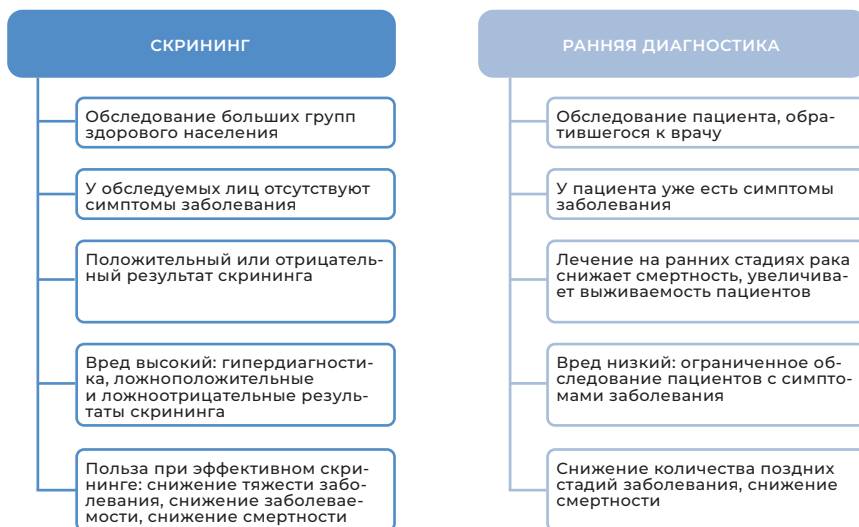 СКРИНИНГ
Обследование больших групп
здорового населения
У обследуемых лиц отсутствуют
симптомы заболевания
Положительный или отрицатель-
ный результат скрининга
Вред высокий: гипердиагности-
ка, ложноположительные
и ложноотрицательные резуль-
таты скрининга
Польза при эффективном скри-
нинге: снижение тяжести забо-
левания, снижение заболевае-
мости, снижение смертности
РАННЯЯ ДИАГНОСТИКА
Обследование пациента, обра-
тившегося к врачу
У пациента уже есть симптомы
заболевания
Лечение на ранних стадиях рака
снижает смертность, увеличива-
ет выживаемость пациентов
Вред низкий: ограниченное об-
следование пациентов с симпто-
мами заболевания
Снижение количества поздних
стадий заболевания, снижение
смертности